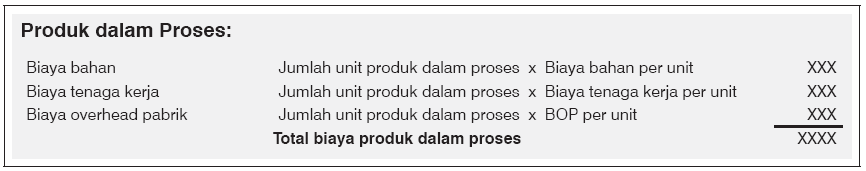 Produk dalam Proses:
Biaya bahan Jumlah unit produk dalam proses x Biaya bahan per unit XXX
Biaya tenaga kerja Jumlah unit produk dalam proses x Biaya tenaga kerja per unit XXX
Biaya overhead pabrik Jumlah unit produk dalam proses x BOP per unit XXX
Total biaya produk dalam proses XXXX